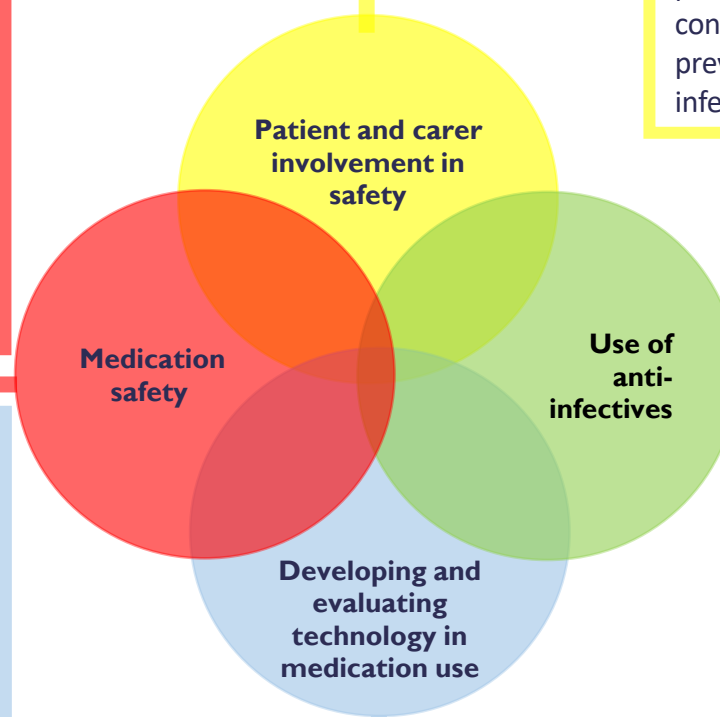 con
prev
infe
Patient and carer
involvement in
safety
Medication
safety
Use of
anti-
infectives
Developing and
evaluating
technology in
medication use